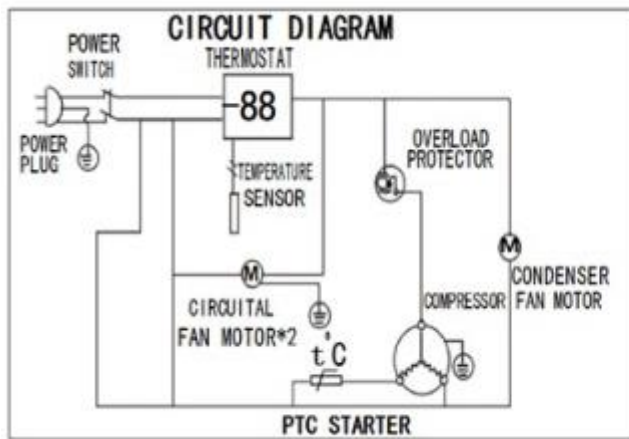 CIRCUIT DIAGRAM
POWER
SWITCH
THERMOSTAT
-88
POWER
PLUG
TEMPERATURE
SENSOR
OVERLOAD
PROTECTOR
M
M
CONDENSER
FAN MOTOR
COMPRESSOR
CIRCUITAL
FAN MOTOR*2
t°C
PTC STARTER